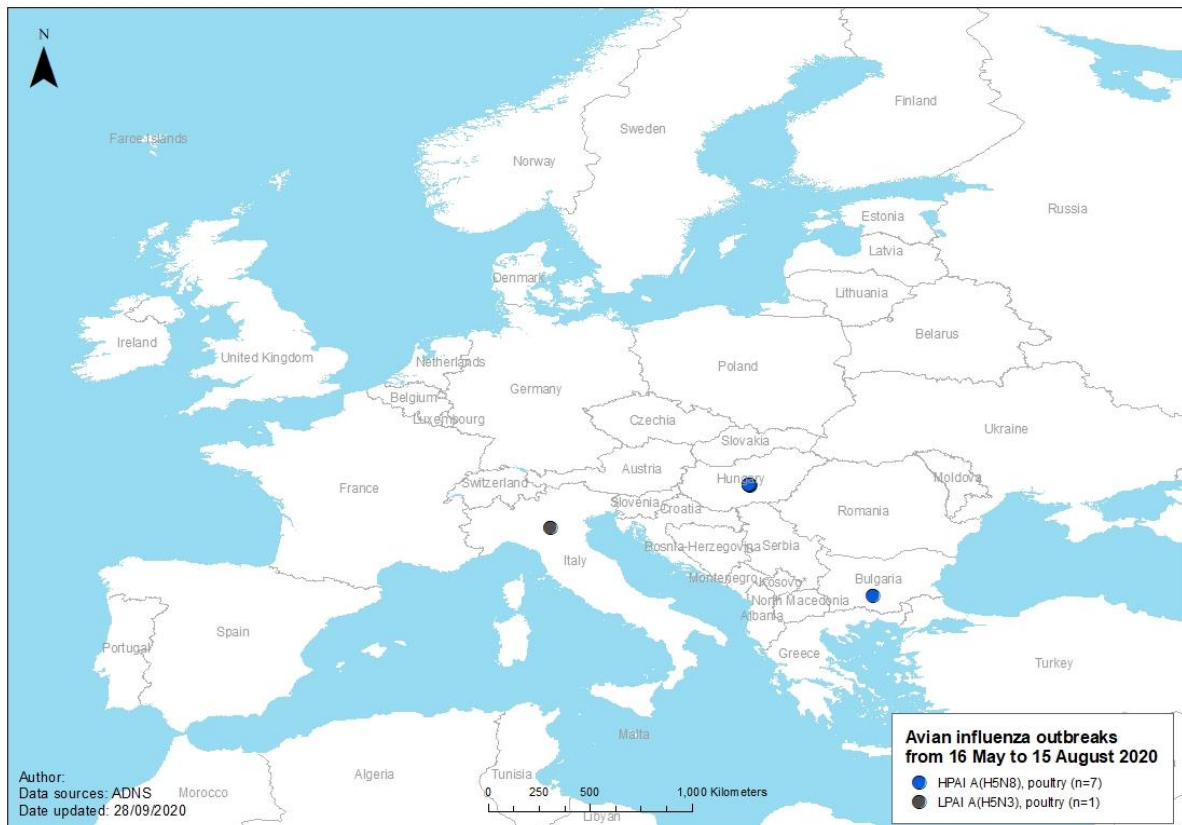 N
Finland
Sweden
Faroe Islands
Norway
Russia
Estonia
Latvia
Denmark
Lithuania
Belarus
Ireland
United Kingdom
Netherlands
Poland
Germany
Belgium
Luxembourg
Czechia
Ukraine
Slovakia
Austria
Hungary
Moldova
Switzerland
France
Slovenia
Croatia
Romania
Bosnia-Herzegovina
Serbia
Italy
Montenegro
Kosovo*
Bulgaria
North Macedonia
Albania
Portugal
Spain
Greece
Turkey
Malta
Algeria
Tunisia
Morocco
Libyan
Author:
Data sources: ADNS
Date updated: 28/09/2020
0 250 500 1,000 Kilometers
Avian influenza outbreaks
from 16 May to 15 August 2020
HPAI A(H5N8), poultry (n=7)
LPAI A(H5N3), poultry (n=1)